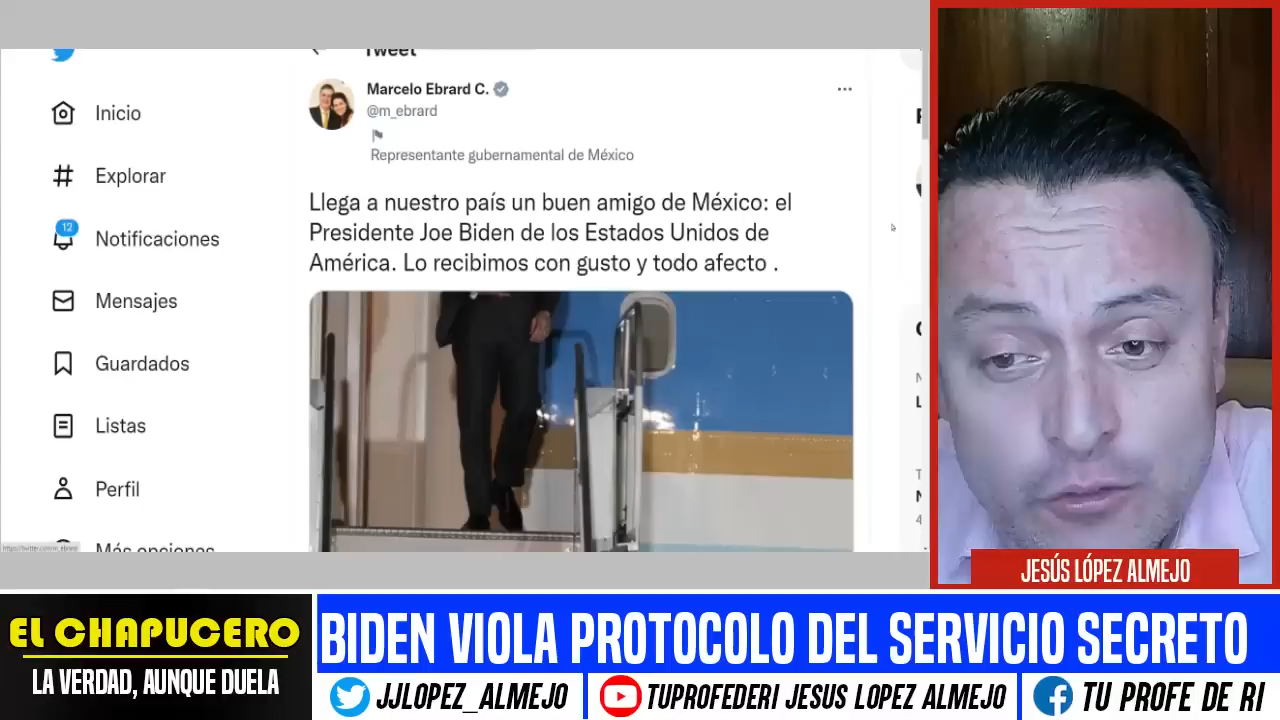 Tweet
Marcelo Ebrard C.
@m_ebrard
Representante gubernamental de México
Inicio
Explorar
12
Notificaciones
Mensajes
Guardados
Listas
Perfil
Más opciones
Llega a nuestro país un buen amigo de México: el
Presidente Joe Biden de los Estados Unidos de
América. Lo recibimos con gusto y todo afecto .
JESÚS LÓPEZ ALMEJO
EL CHAPUCERO
LA VERDAD, AUNQUE DUELA
BIDEN VIOLA PROTOCOLO DEL SERVICIO SECRETO
JJLOPEZ_ALMEJO
TUPROFEDERI JESUS LOPEZ ALMEJO
TU PROFE DE RI